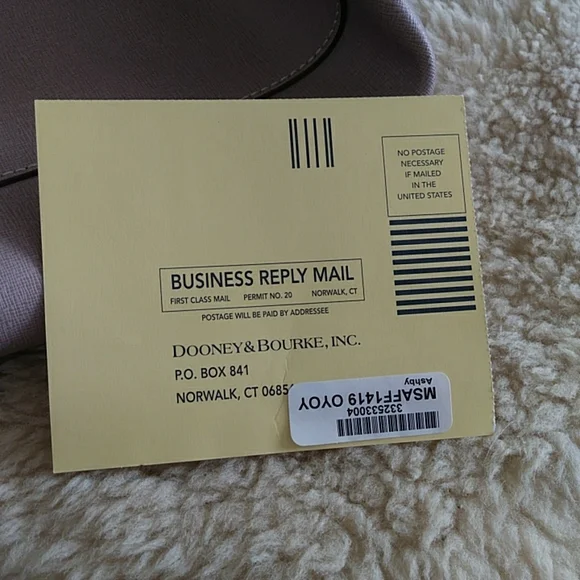 NO POSTAGE
NECESSARY
IF MAILED
IN THE
UNITED STATES
BUSINESS REPLY MAIL
FIRST CLASS MAIL PERMIT NO. 20 NORWALK, CT
POSTAGE WILL BE PAID BY ADDRESSEE
DOONEY & BOURKE, INC.
P.O. BOX 841
NORWALK, CT 0685
332533004
MSAFF1419 OYOY
Ashby